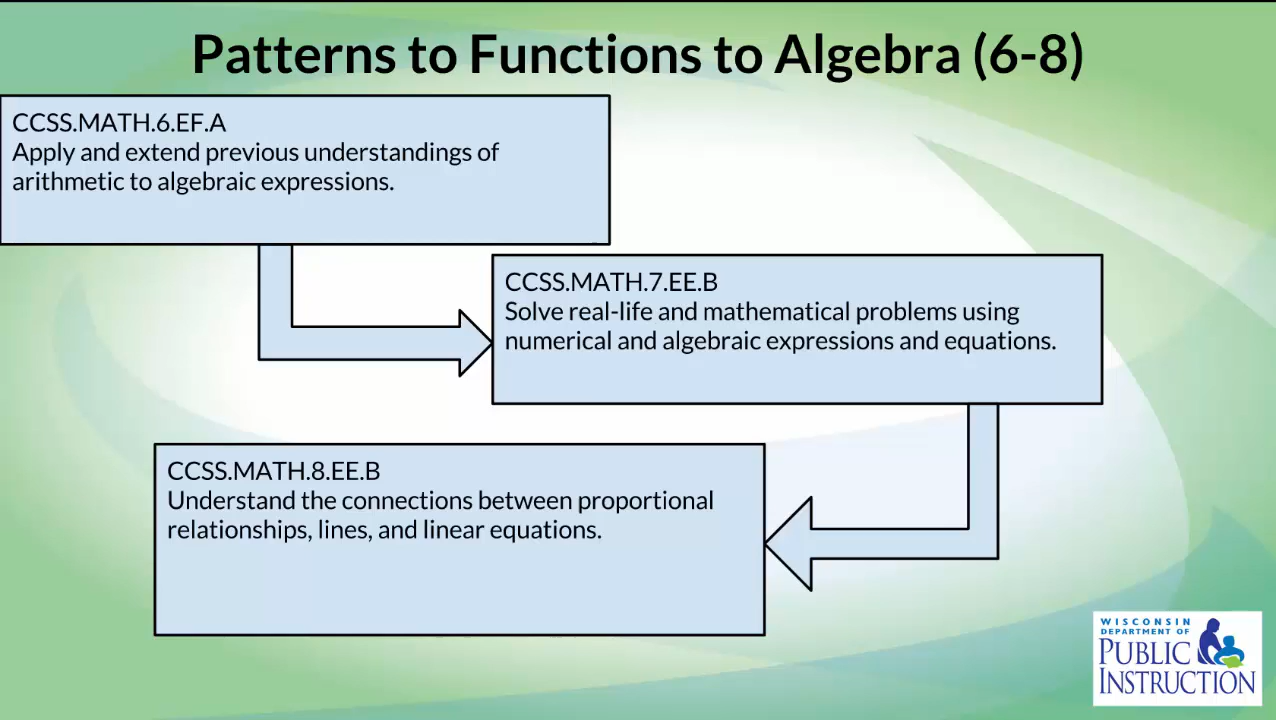 Patterns to Functions to Algebra (6-8)
CCSS.MATH.6.EF.A
Apply and extend previous understandings of
arithmetic to algebraic expressions.
CCSS.MATH.7.EE.B
Solve real-life and mathematical problems using
numerical and algebraic expressions and equations.
CCSS.MATH.8.EE.B
Understand the connections between proportional
relationships, lines, and linear equations.
WISCONSIN
DEPARTMENT OF
PUBLIC
INSTRUCTION